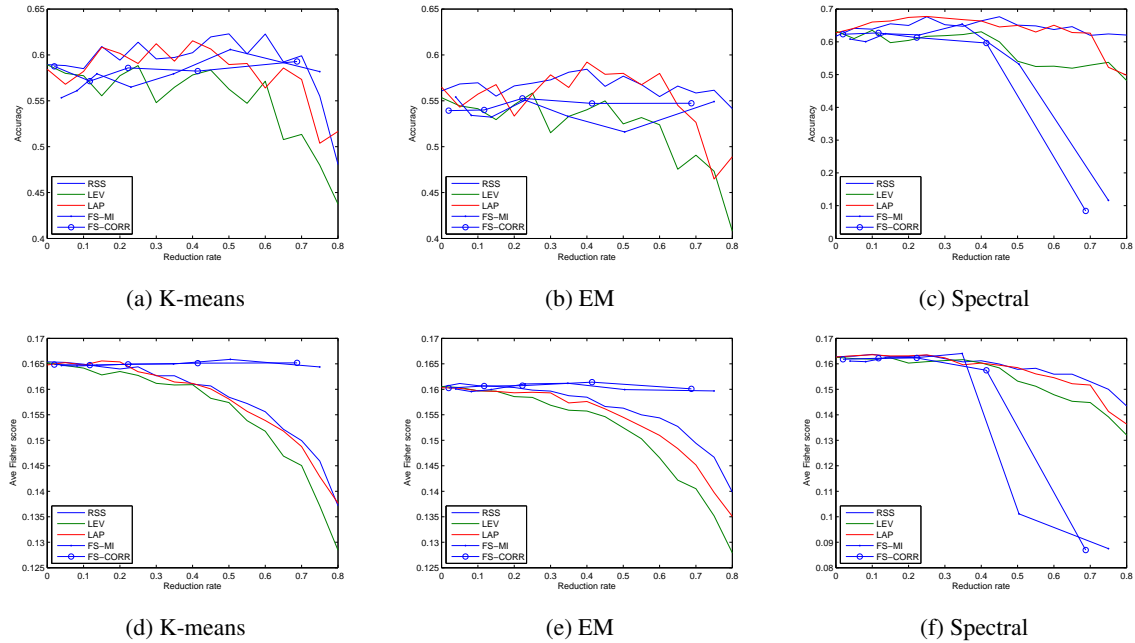 0.65
0.6
0.55
0.5
0.45
0.4
Accuracy
RSS
LEV
LAP
FS−MI
FS−CORR
0 0.1 0.2 0.3 0.4 0.5 0.6 0.7 0.8
Reduction rate
(a) K-means
0.65
0.6
0.55
0.5
0.45
0.4
Accuracy
RSS
LEV
LAP
FS−MI
FS−CORR
0 0.1 0.2 0.3 0.4 0.5 0.6 0.7 0.8
Reduction rate
(b) EM
0.7
0.6
0.5
0.4
0.3
0.2
0.1
0
Accuracy
RSS
LEV
LAP
FS−MI
FS−CORR
0 0.1 0.2 0.3 0.4 0.5 0.6 0.7 0.8
Reduction rate
(c) Spectral
0.17
0.165
0.16
0.155
0.15
0.145
0.14
0.135
0.13
0.125
Ave Fisher score
RSS
LEV
LAP
FS−MI
FS−CORR
0 0.1 0.2 0.3 0.4 0.5 0.6 0.7 0.8
Reduction rate
(d) K-means
0.17
0.165
0.16
0.155
0.15
0.145
0.14
0.135
0.13
0.125
Ave Fisher score
RSS
LEV
LAP
FS−MI
FS−CORR
0 0.1 0.2 0.3 0.4 0.5 0.6 0.7 0.8
Reduction rate
(e) EM
0.17
0.16
0.15
0.14
0.13
0.12
0.11
0.1
0.09
0.08
Ave Fisher score
RSS
LEV
LAP
FS−MI
FS−CORR
0 0.1 0.2 0.3 0.4 0.5 0.6 0.7 0.8
Reduction rate
(f) Spectral